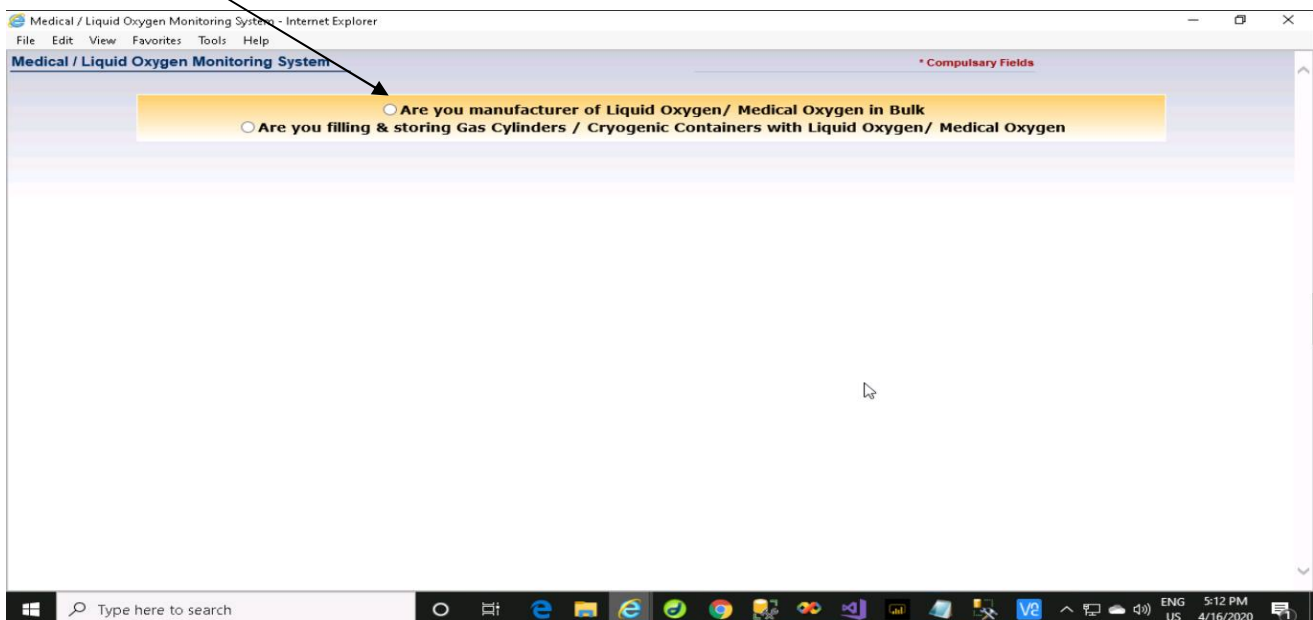 Medical / Liquid Oxygen Monitoring System - Internet Explorer
File Edit View Favorites Tools Help
Medical / Liquid Oxygen Monitoring System
* Compulsary Fields
Are you manufacturer of Liquid Oxygen/ Medical Oxygen in Bulk
Are you filling & storing Gas Cylinders / Cryogenic Containers with Liquid Oxygen/ Medical Oxygen
Type here to search
ENG 5:12 PM
US 4/16/2020